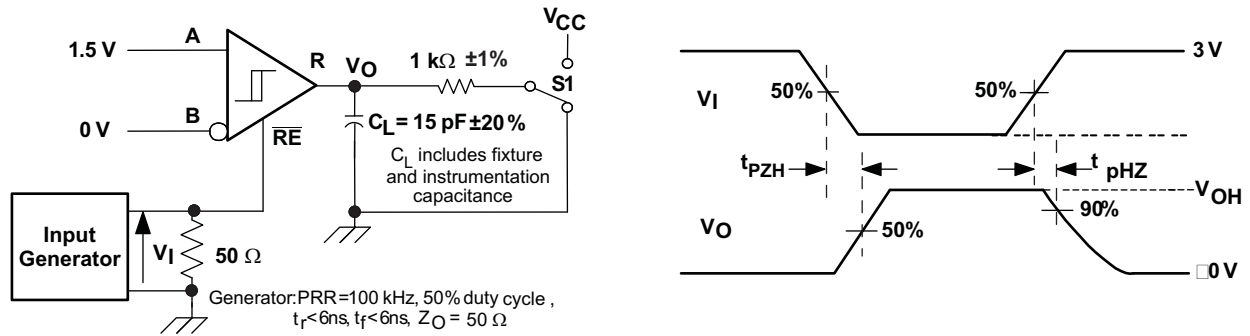 VCC
1.5 V
A
R
VO
1 kΩ ±1%
S1
0 V
B
RE
CL = 15 pF ±20%
CL includes fixture
and instrumentation
capacitance
Input
Generator
VI
50 Ω
Generator:PRR=100 kHz, 50% duty cycle ,
tr<6ns, tf<6ns, ZO = 50 Ω
3 V
VI
50%
50%
tPZH
t pHZ
VOH
90%
VO
50%
□0 V